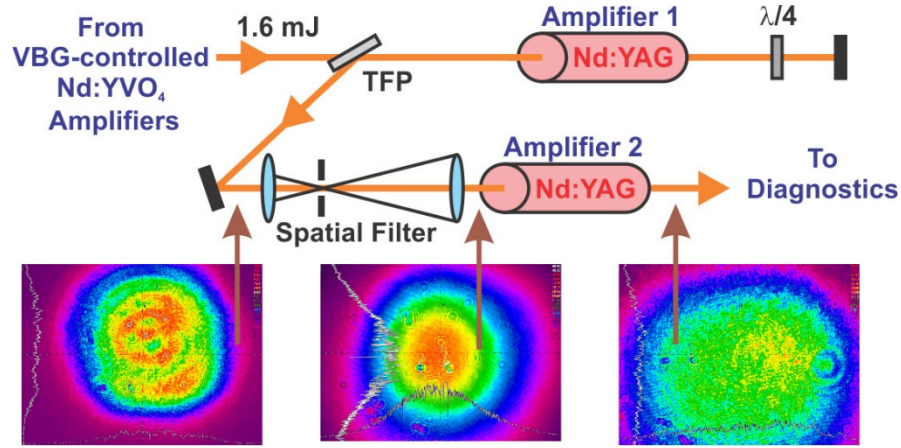 From
VBG-controlled
Nd:YVO₄
Amplifiers
1.6 mJ
TFP
Amplifier 1
Nd:YAG
λ/4
Spatial Filter
Amplifier 2
Nd:YAG
To
Diagnostics